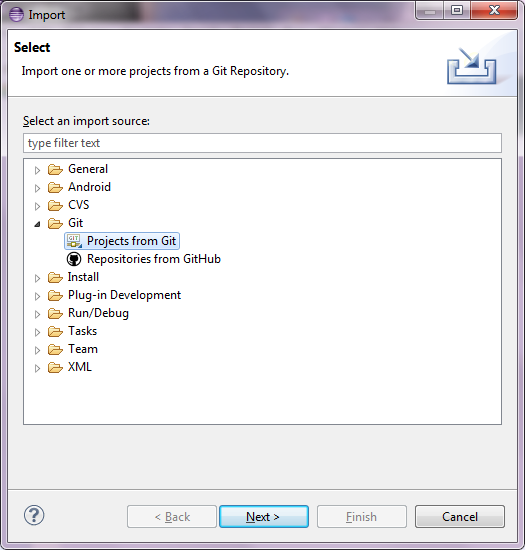 Import
Select
Import one or more projects from a Git Repository.
Select an import source:
type filter text
General
Android
CVS
Git
GIT
Projects from Git
Repositories from GitHub
Install
Plug-in Development
Run/Debug
Tasks
Team
XML
?
< Back
Next >
Finish
Cancel